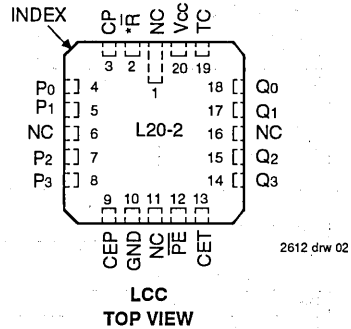 INDEX
CP *R̅ NC Vcc TC
3 2 20 19
1
P0 4 18 Q0
P1 5 17 Q1
NC 6 L20-2 16 NC
P2 7 15 Q2
P3 8 14 Q3
9 10 11 12 13
CEP GND NC P̅E̅ CET
2612 drw 02
LCC
TOP VIEW